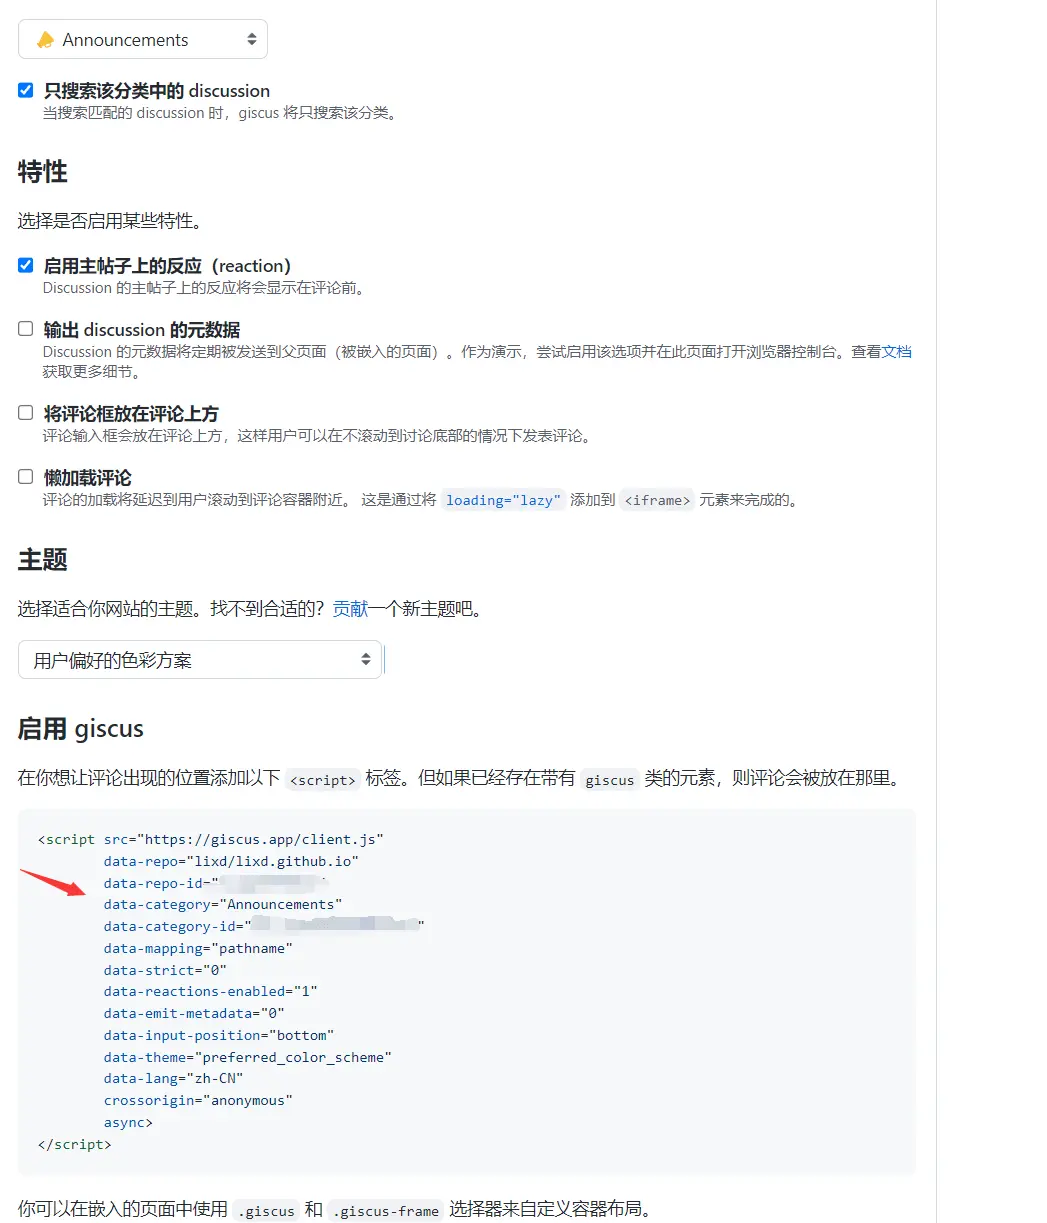 Announcements
只搜索该分类中的 discussion
当搜索匹配的 discussion 时，giscus 将只搜索该分类。
特性
选择是否启用某些特性。
启用主帖子上的反应（reaction）
Discussion 的主帖子上的反应将会显示在评论前。
输出 discussion 的元数据
Discussion 的元数据将定期被发送到父页面（被嵌入的页面）。作为演示，尝试启用该选项并在此页面打开浏览器控制台。查看文档
获取更多细节。
将评论框放在评论上方
评论输入框会放在评论上方，这样用户可以在不滚动到讨论底部的情况下发表评论。
懒加载评论
评论的加载将延迟到用户滚动到评论容器附近。 这是通过将 loading="lazy" 添加到 <iframe> 元素来完成的。
主题
选择适合你网站的主题。找不到合适的？贡献一个新主题吧。
用户偏好的色彩方案
启用 giscus
在你想让评论出现的位置添加以下 <script> 标签。但如果已经存在带有 giscus 类的元素，则评论会被放在那里。
<script src="https://giscus.app/client.js"
data-repo="lixd/lixd.github.io"
data-repo-id="
data-category="Announcements"
data-category-id=""
data-mapping="pathname"
data-strict="0"
data-reactions-enabled="1"
data-emit-metadata="0"
data-input-position="bottom"
data-theme="preferred_color_scheme"
data-lang="zh-CN"
crossorigin="anonymous"
async>
</script>
你可以在嵌入的页面中使用 .giscus 和 .giscus-frame 选择器来自定义容器布局。